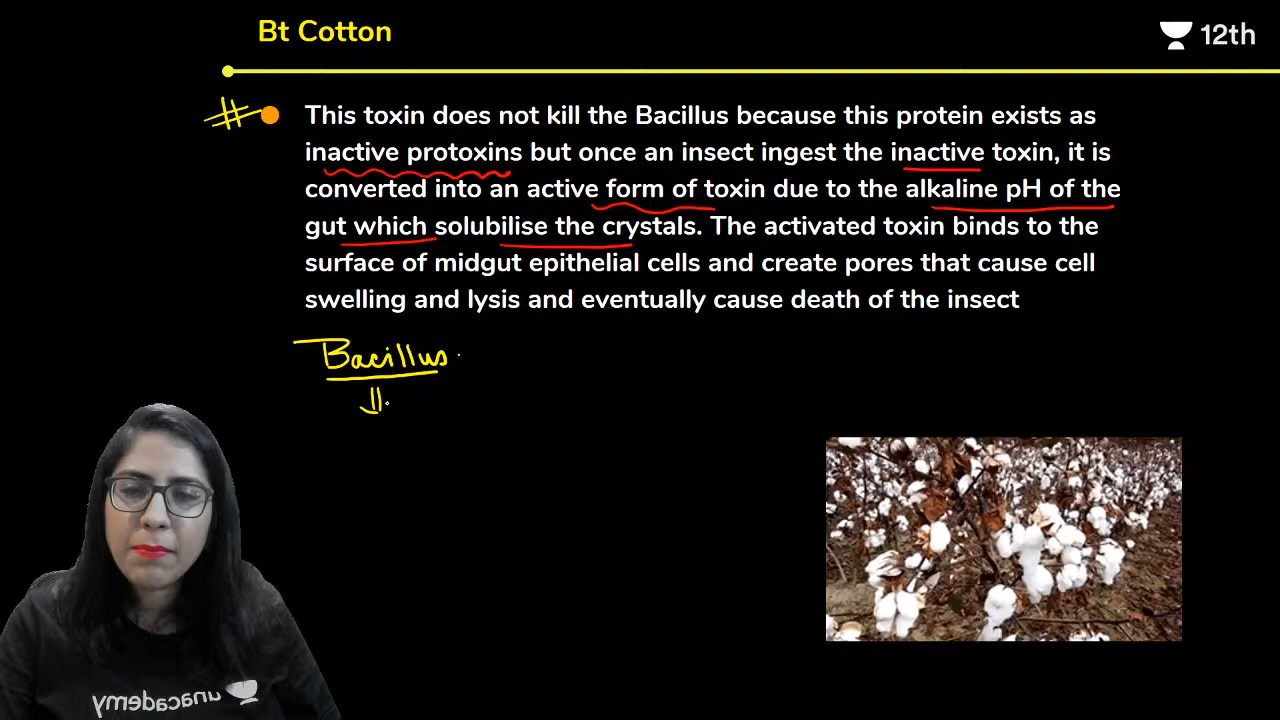 Bt Cotton
12th
This toxin does not kill the Bacillus because this protein exists as
inactive protoxins but once an insect ingest the inactive toxin, it is
converted into an active form of toxin due to the alkaline pH of the
gut which solubilise the crystals. The activated toxin binds to the
surface of midgut epithelial cells and create pores that cause cell
swelling and lysis and eventually cause death of the insect
Bacillus
unacademy